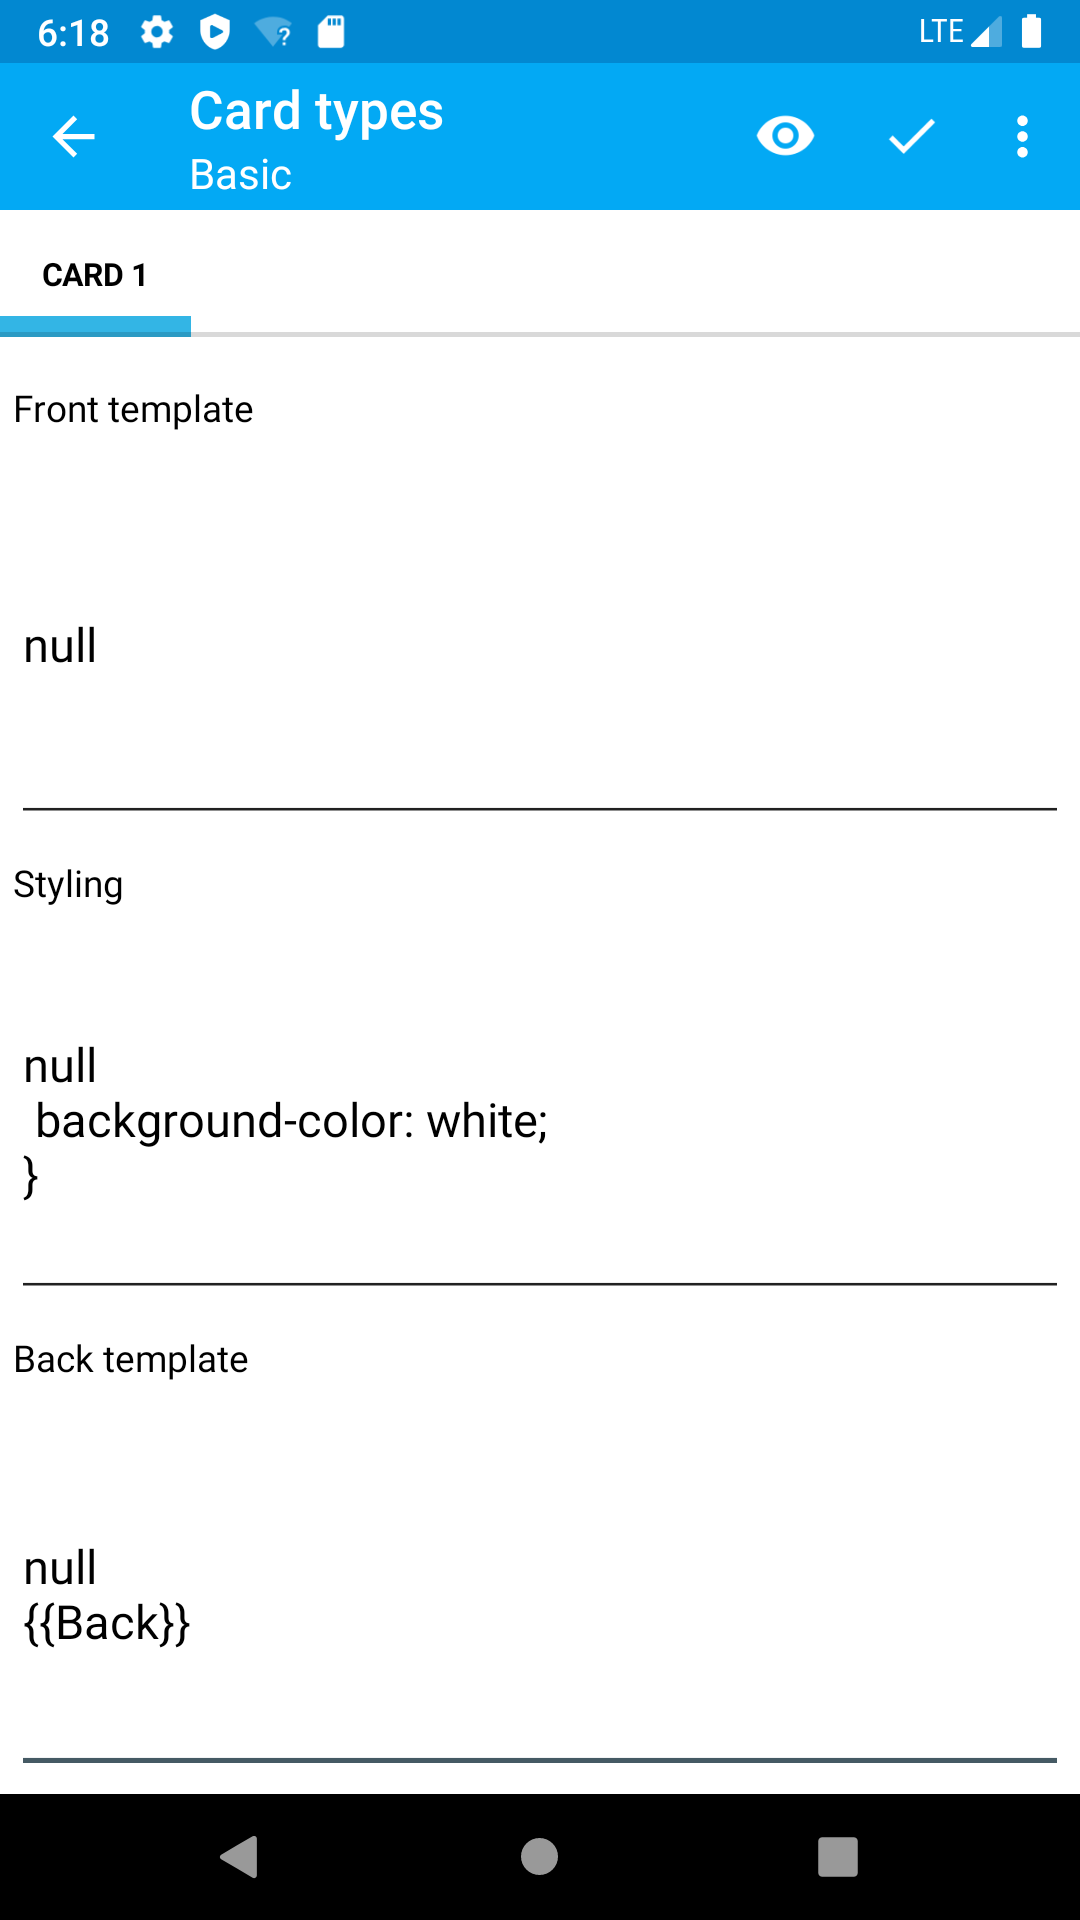 6:18
LTE
Card types
Basic
CARD 1
Front template
null
Styling
null
background-color: white;
}
Back template
null
{{Back}}